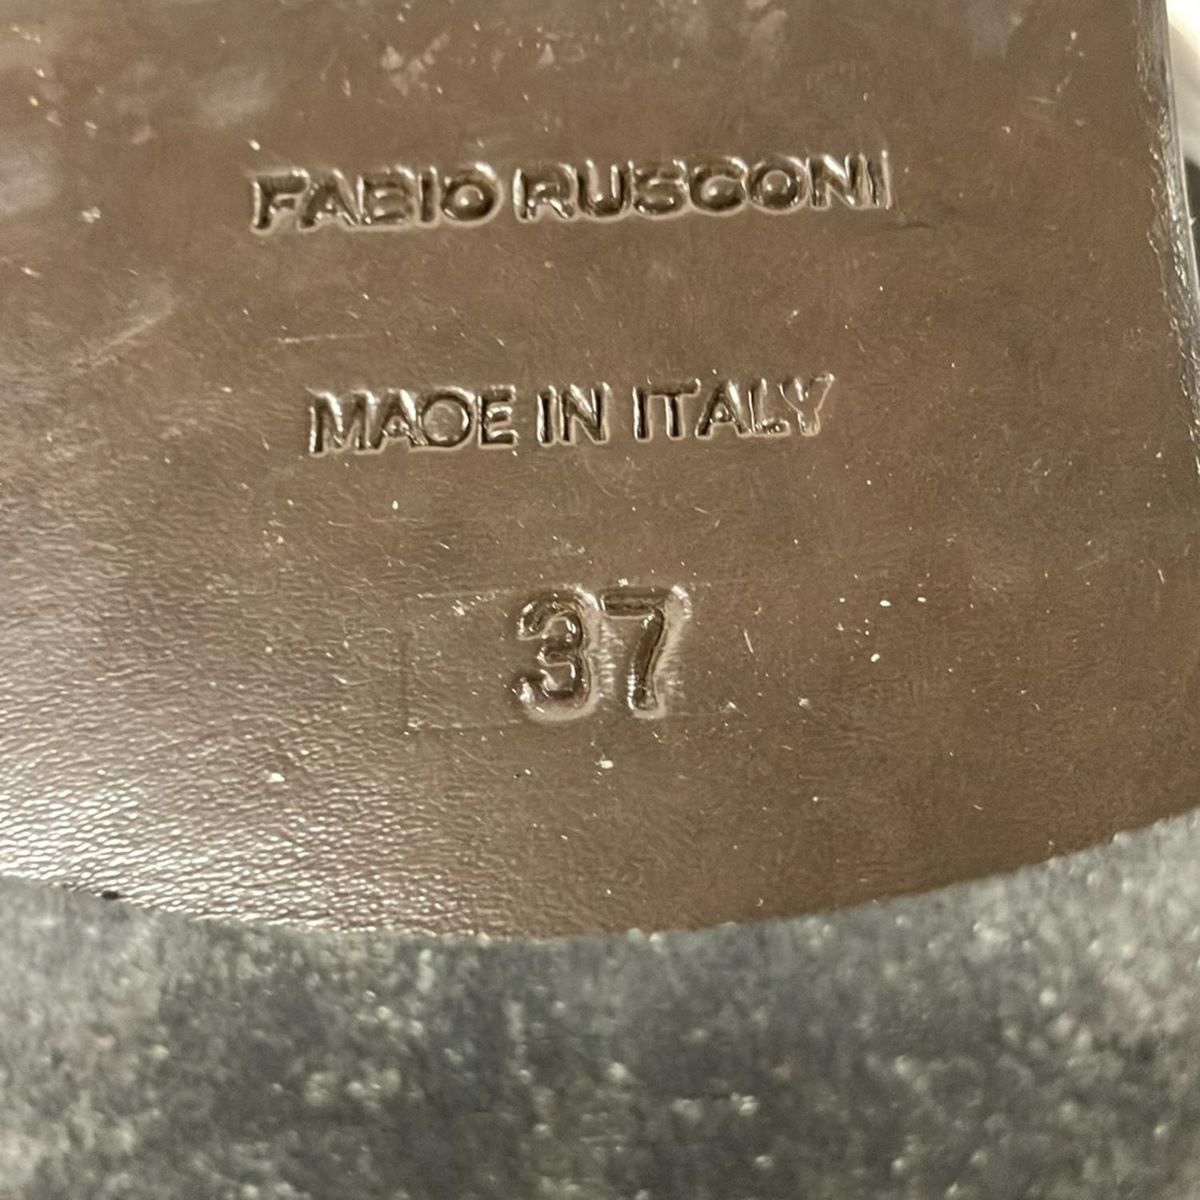 FABIO RUSCONI
MADE IN ITALY
37